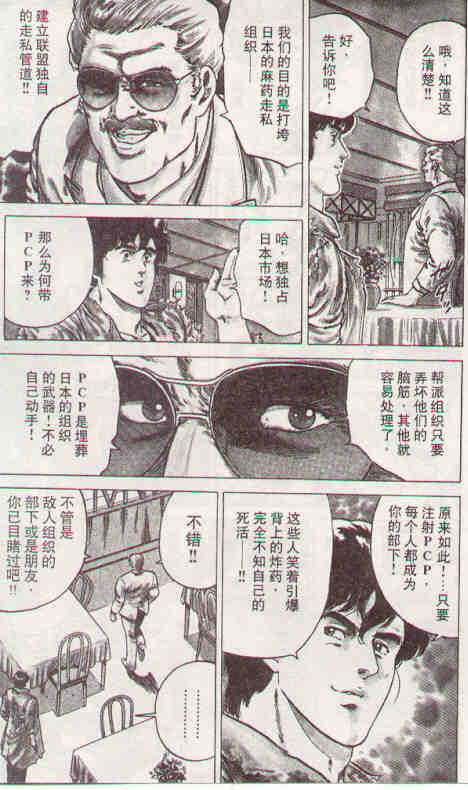 哦，知道这
么清楚!!
好，
告诉你吧！
我们的目的是打垮
日本的麻药走私
组织——
建立联盟独自
的走私管道!!
哈，想独占
日本市场！
那么为何带
PCP来？
帮派组织只要
弄坏他们的
脑筋，其他就
容易处理了，
PCP是埋葬
日本的组织
的武器！不必
自己动手！
原来如此！…只要
注射PCP，
每个人都成为
你的部下！
这些人笑着引爆
背上的炸药，
完全不知自己的
死活——!!
不错!!
不管是
敌人组织的
部下或是朋友，
你已目睹过吧!!
…………